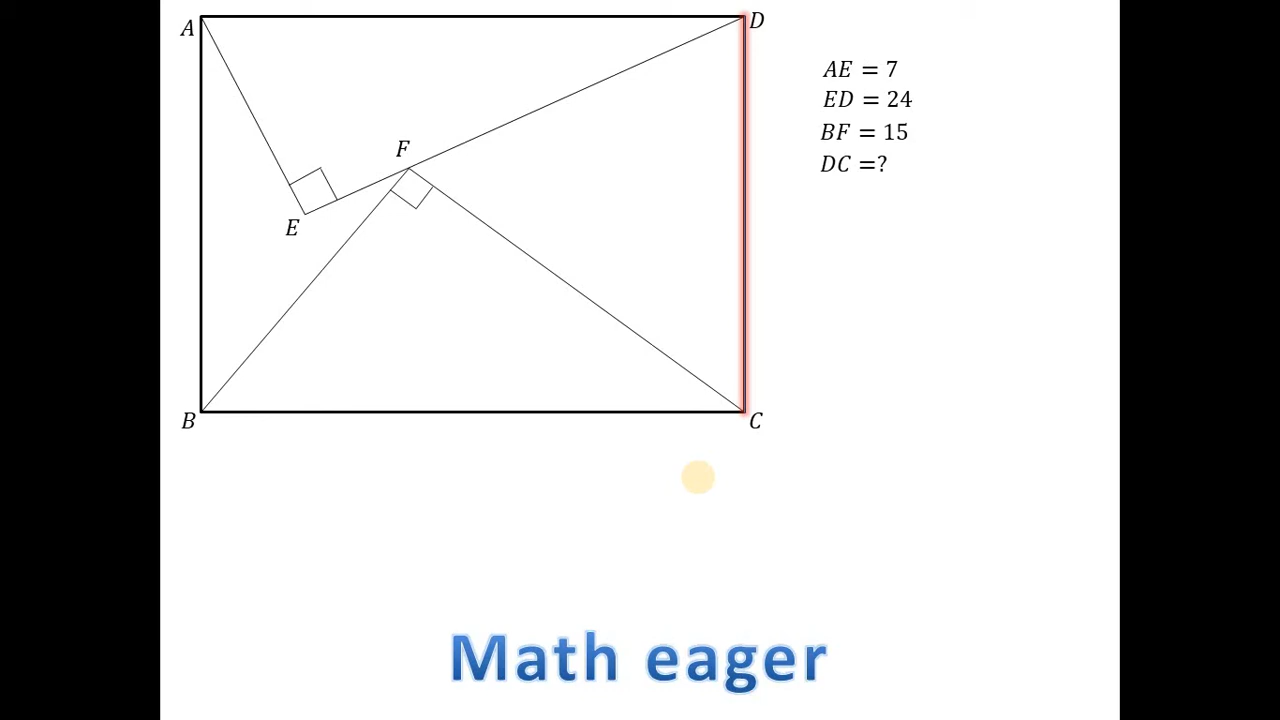 A
D
AE = 7
ED = 24
BF = 15
DC =?
F
E
B
C
Math eager